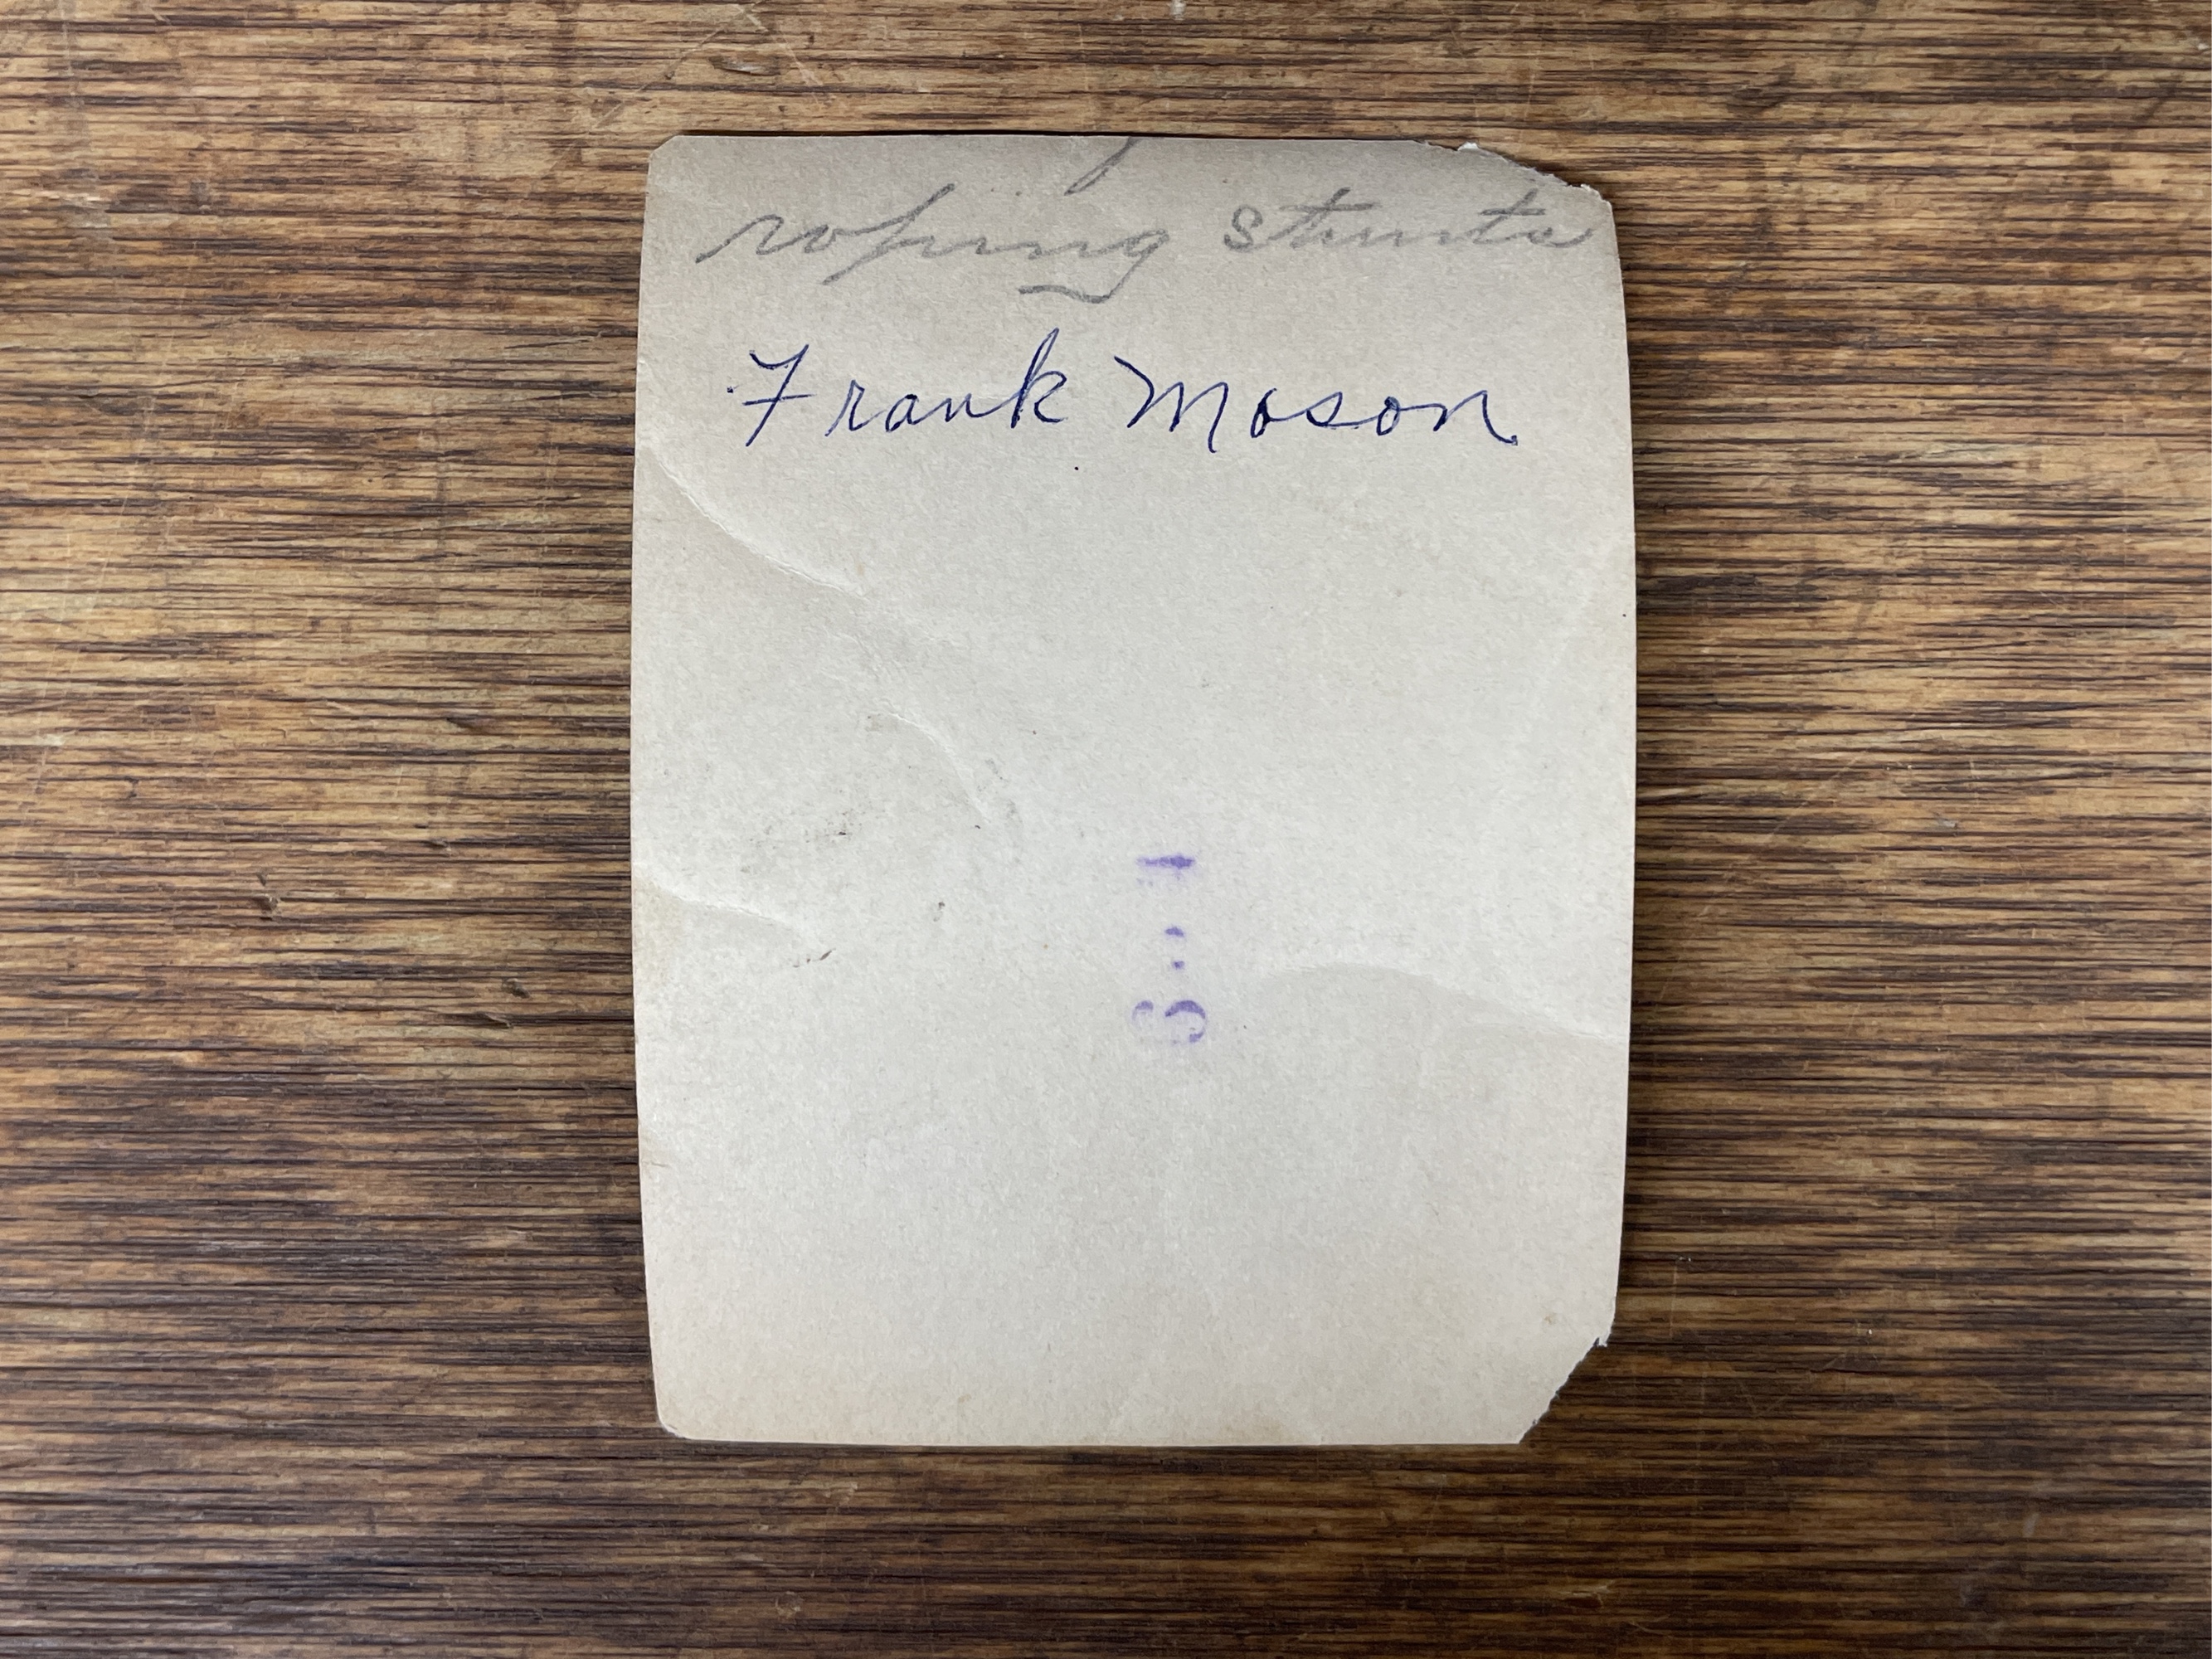 roping stunts
Frank Moson